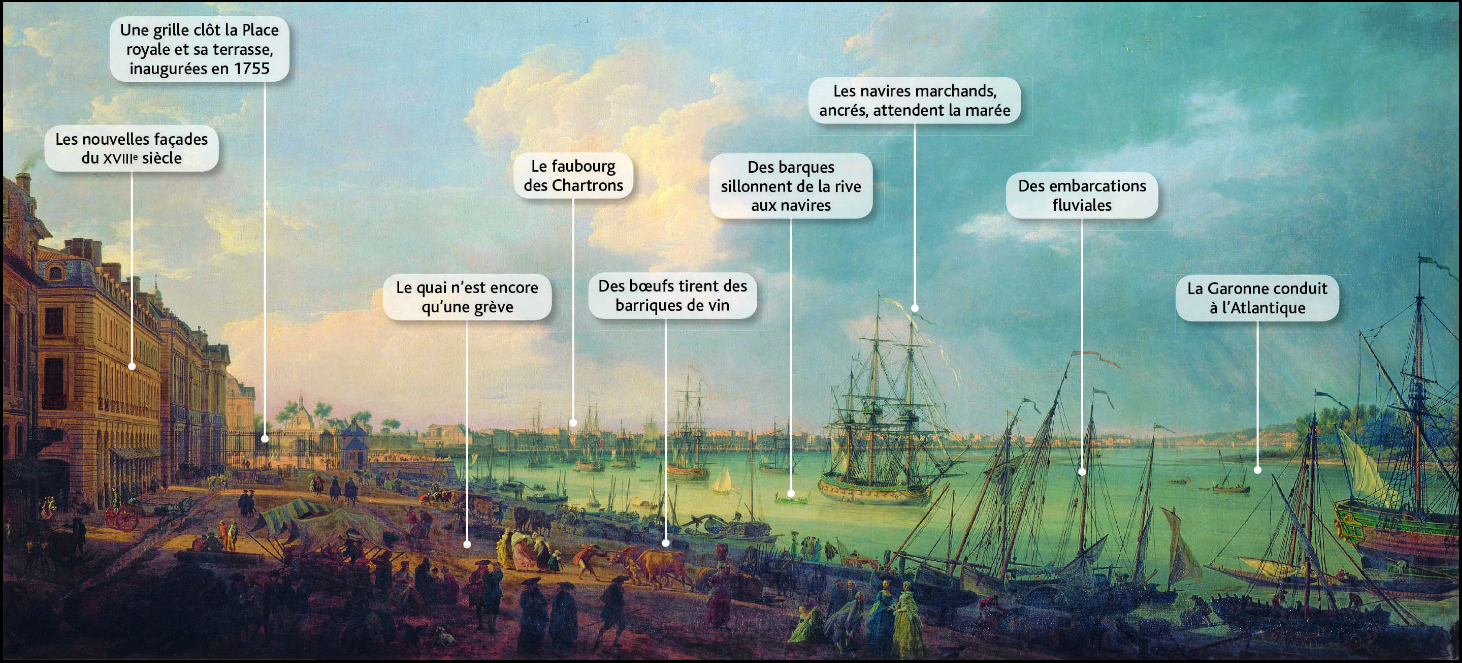 Une grille clôt la Place
royale et sa terrasse,
inaugurées en 1755
Les nouvelles façades
du XVIIIᵉ siècle
Le faubourg
des Chartrons
Le quai n’est encore
qu’une grève
Des bœufs tirent des
barriques de vin
Des barques
sillonnent de la rive
aux navires
Les navires marchands,
ancrés, attendent la marée
Des embarcations
fluviales
La Garonne conduit
à l’Atlantique